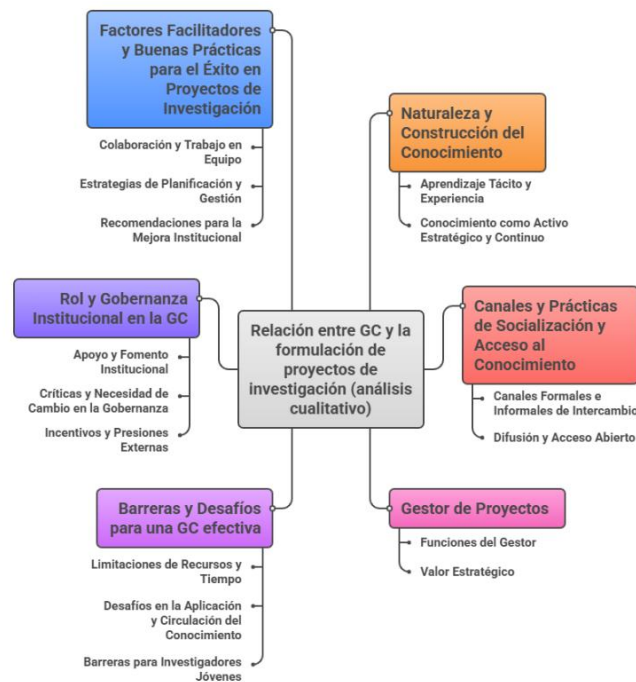 Factores Facilitadores
y Buenas Prácticas
para el Éxito en
Proyectos de
Investigación
Colaboración y Trabajo en
Equipo
Estrategias de Planificación y
Gestión
Recomendaciones para la
Mejora Institucional
Naturaleza y
Construcción del
Conocimiento
Aprendizaje Tácito y
Experiencia
Conocimiento como Activo
Estratégico y Continuo
Rol y Gobernanza
Institucional en la GC
Apoyo y Fomento
Institucional
Críticas y Necesidad de
Cambio en la Gobernanza
Incentivos y Presiones
Externas
Relación entre GC y la
formulación de
proyectos de
investigación (análisis
cualitativo)
Canales y Prácticas
de Socialización y
Acceso al
Conocimiento
Canales Formales e
Informales de Intercambio
Difusión y Acceso Abierto
Barreras y Desafíos
para una GC efectiva
Limitaciones de Recursos y
Tiempo
Desafíos en la Aplicación
y Circulación del
Conocimiento
Barreras para Investigadores
Jóvenes
Gestor de Proyectos
Funciones del Gestor
Valor Estratégico